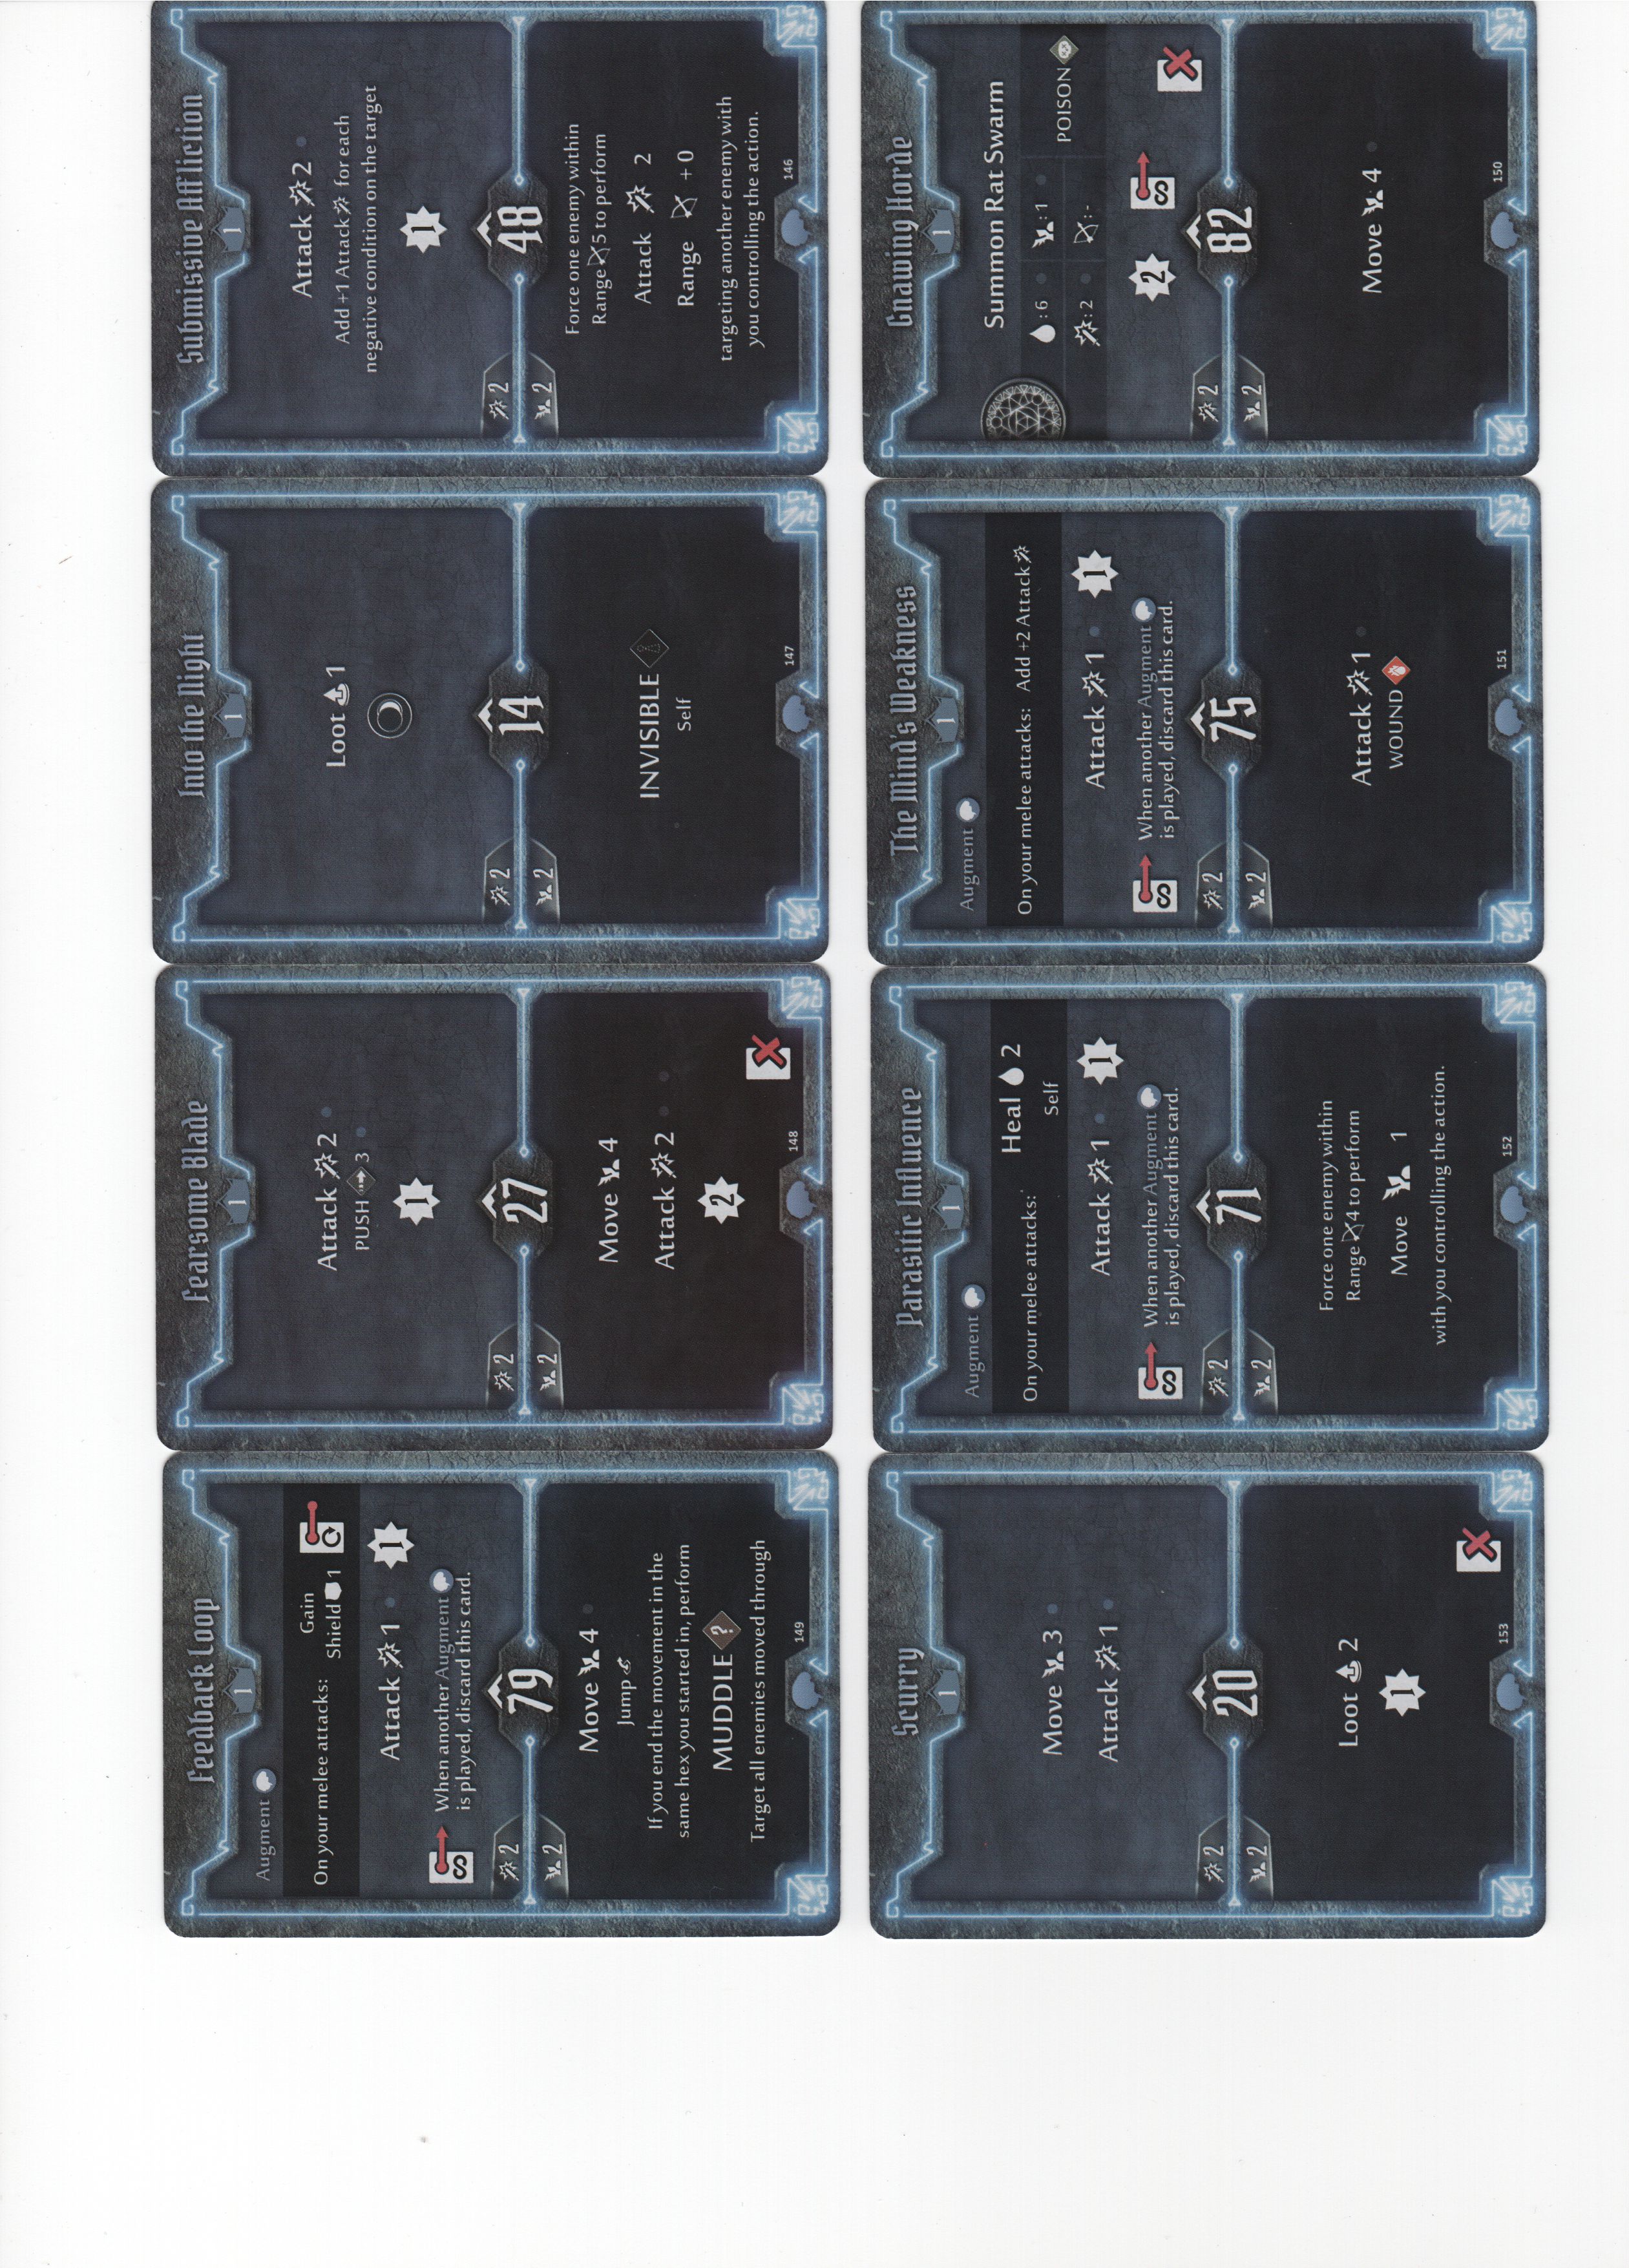 Feedback Loop
1
Augment
On your melee attacks: Gain
Shield 1
Attack 1
1
When another Augment
is played, discard this card.
2
79
2
Move 4
Jump
If you end the movement in the
same hex you started in, perform
MUDDLE
Target all enemies moved through
149
Fearsome Blade
1
Attack 2
PUSH 3
1
2
27
2
Move 4
Attack 2
2
148
Into the Night
1
Loot 1
2
14
2
INVISIBLE
Self
147
Submissive Affliction
1
Attack 2
Add +1 Attack for each
negative condition on the target
1
2
48
2
Force one enemy within
Range 5 to perform
Attack 2
Range +0
targeting another enemy with
you controlling the action.
146
Scurry
1
Move 3
Attack 1
2
20
2
Loot 2
1
153
Parasitic Influence
1
Augment
On your melee attacks: Heal 2
Self
Attack 1
1
When another Augment
is played, discard this card.
2
71
2
Force one enemy within
Range 4 to perform
Move 1
with you controlling the action.
152
The Mind's Weakness
1
Augment
On your melee attacks: Add +2 Attack
Attack 1
1
When another Augment
is played, discard this card.
2
75
2
Attack 1
WOUND
151
Gnawing Horde
1
Summon Rat Swarm
: 6 : 1
: 2 : -
POISON
2
2
82
2
Move 4
150